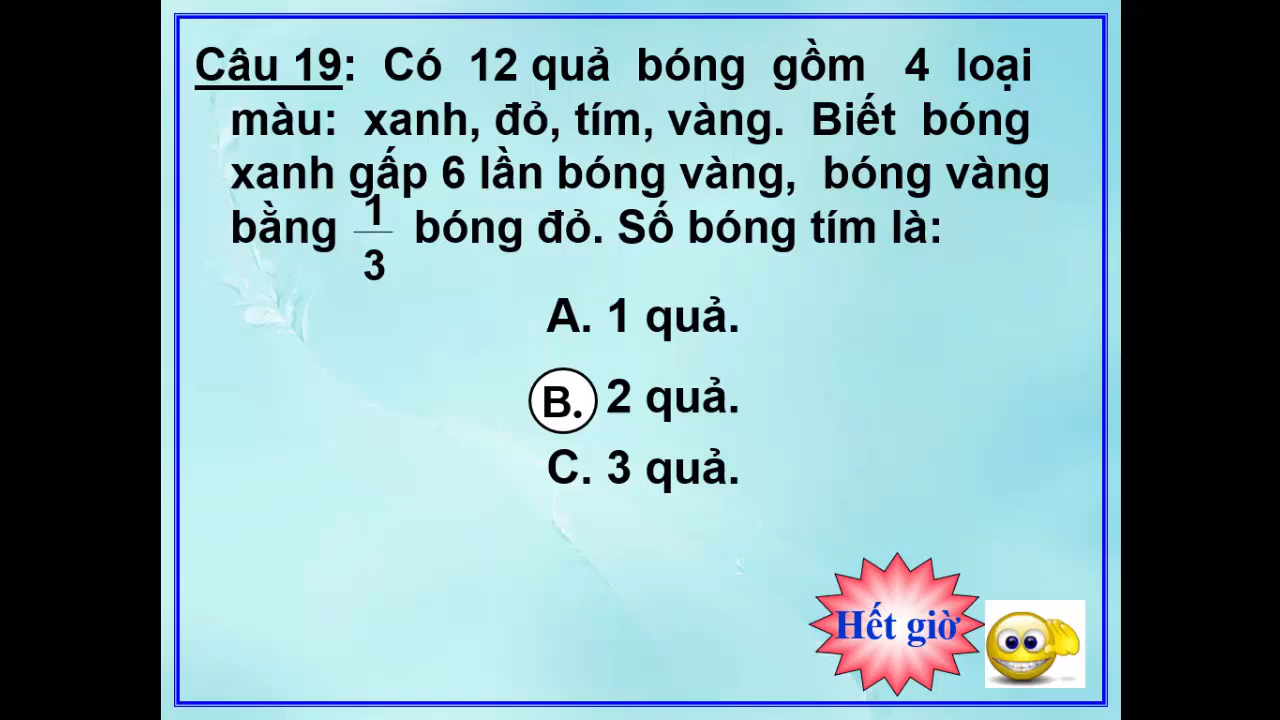 Câu 19: Có 12 quả bóng gồm 4 loại
màu: xanh, đỏ, tím, vàng. Biết bóng
xanh gấp 6 lần bóng vàng, bóng vàng
bằng 1/3 bóng đỏ. Số bóng tím là:
A. 1 quả.
B. 2 quả.
C. 3 quả.
Hết giờ